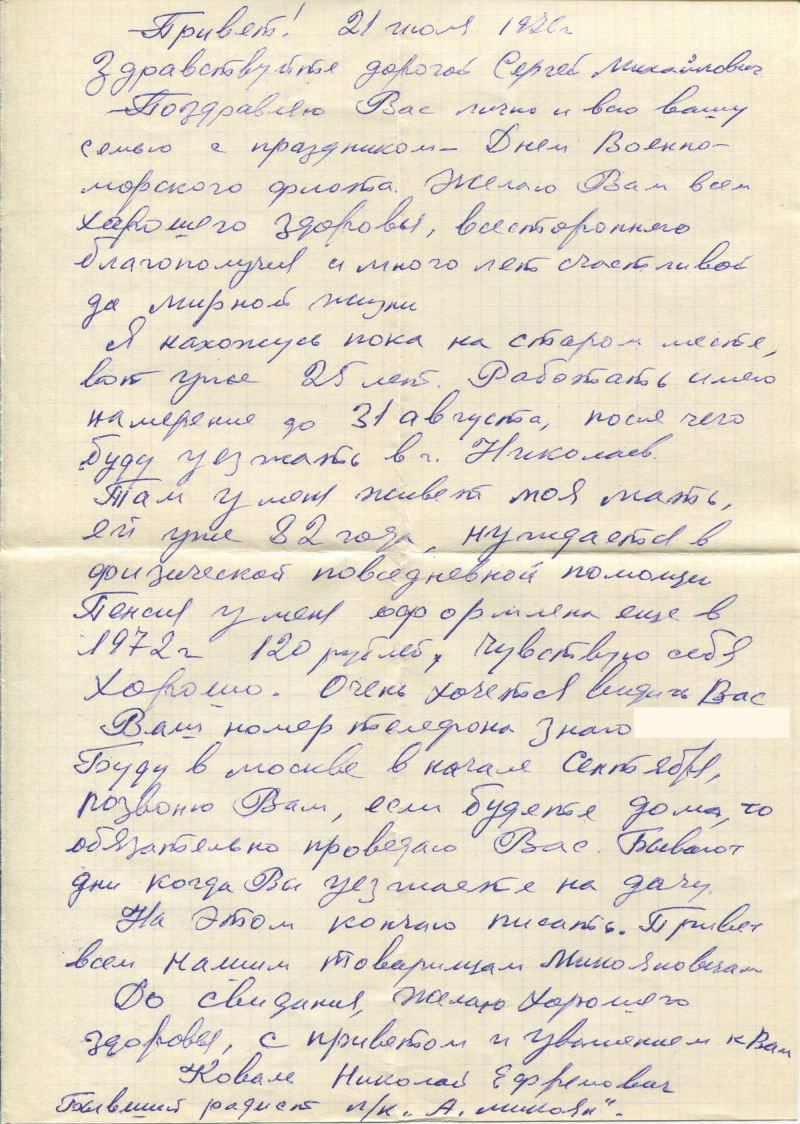 Привет! 21 июля 1976г
Здравствуйте дорогой Сергей Михайлович
Поздравляю Вас лично и всю вашу
семью с праздником – Днем Военно-
морского флота. Желаю Вам всем
хорошего здоровья, всестороннего
благополучия и много лет счастливой
да мирной жизни
Я нахожусь пока на старом месте,
вот уже 25 лет. Работать имею
намерение до 31 августа, после чего
буду уезжать в г. Николаев.
Там у меня живет моя мать,
ей уже 82 года, нуждается в
физической повседневной помощи
Пенсия у меня оформлена еще в
1972г 120 рублей, чувствую себя
хорошо. Очень хочется видить Вас
Ваш номер телефона знаю
Буду в москве в начале Сентября,
позвоню Вам, если будете дома, то
обязательно проведаю Вас. Бывают
дни когда Вы уезжаете на дачу.
На этом кончаю писать. Привет
всем нашим товарищам Микояновцам
До свидания, желаю хорошего
здоровья, с приветом и уважением к Вам
Коваль Николай Ефремович
Бывший радист л/к „А. микоян".